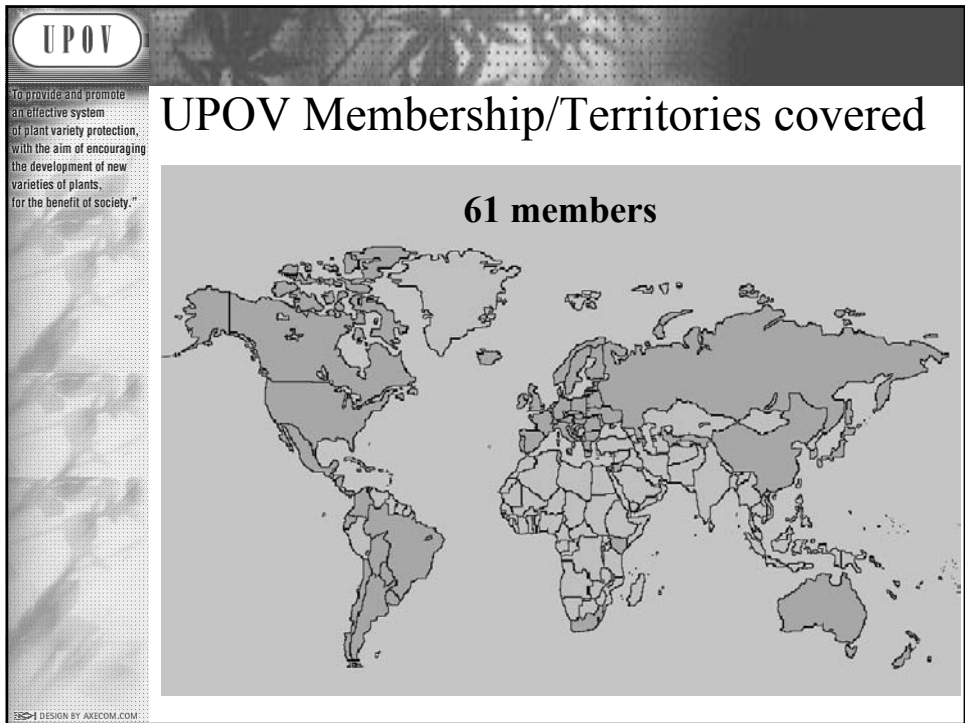 UPOV
To provide and promote
an effective system
of plant variety protection,
with the aim of encouraging
the development of new
varieties of plants,
for the benefit of society.”
UPOV Membership/Territories covered
61 members
DESIGN BY AXECOM.COM